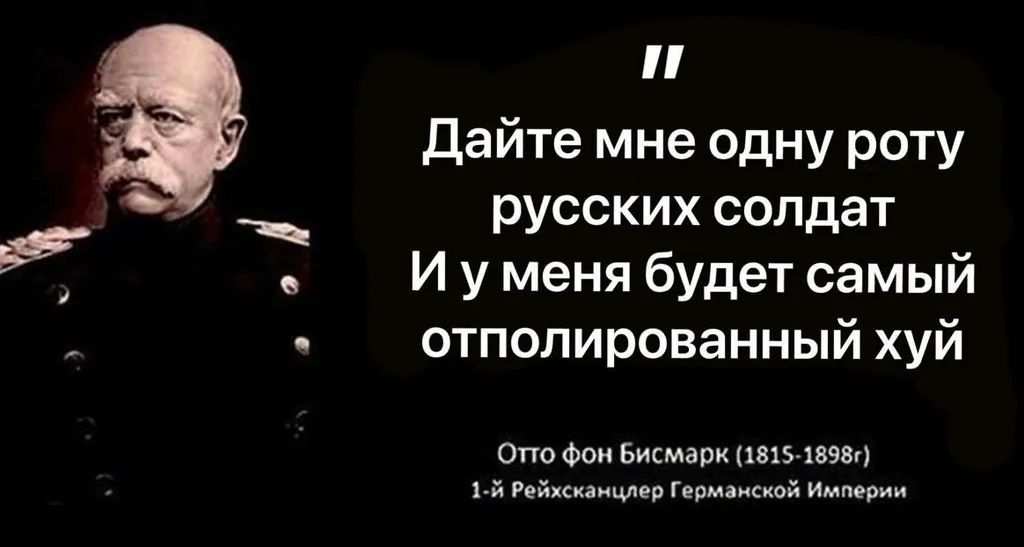 "
Дайте мне одну роту
русских солдат
И у меня будет самый
отполированный хуй
Отто фон Бисмарк (1815-1898г)
1-й Рейхсканцлер Германской Империи